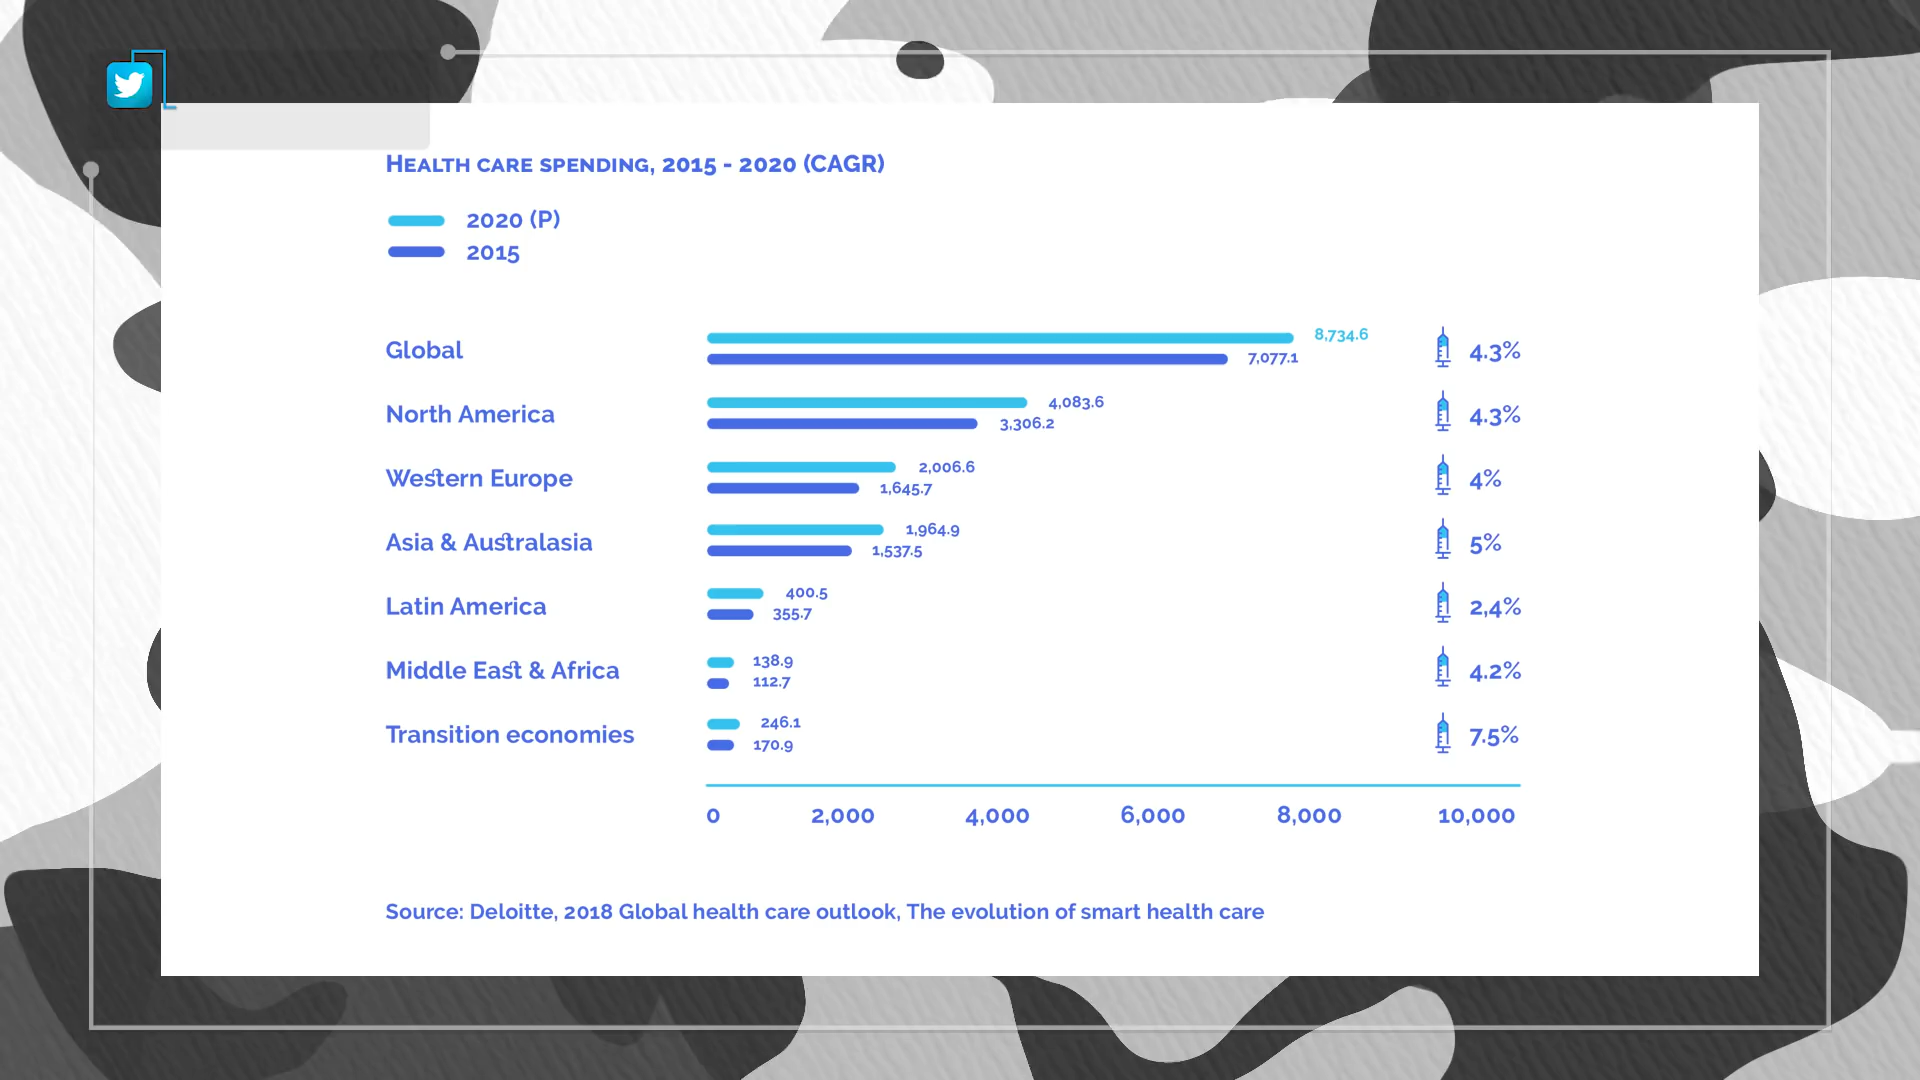 HEALTH CARE SPENDING, 2015 - 2020 (CAGR)
2020 (P)
2015
Global 8,734.6 7,077.1 4.3%
North America 4,083.6 3,306.2 4.3%
Western Europe 2,006.6 1,645.7 4%
Asia & Australasia 1,964.9 1,537.5 5%
Latin America 400.5 355.7 2,4%
Middle East & Africa 138.9 112.7 4.2%
Transition economies 246.1 170.9 7.5%
0 2,000 4,000 6,000 8,000 10,000
Source: Deloitte, 2018 Global health care outlook, The evolution of smart health care